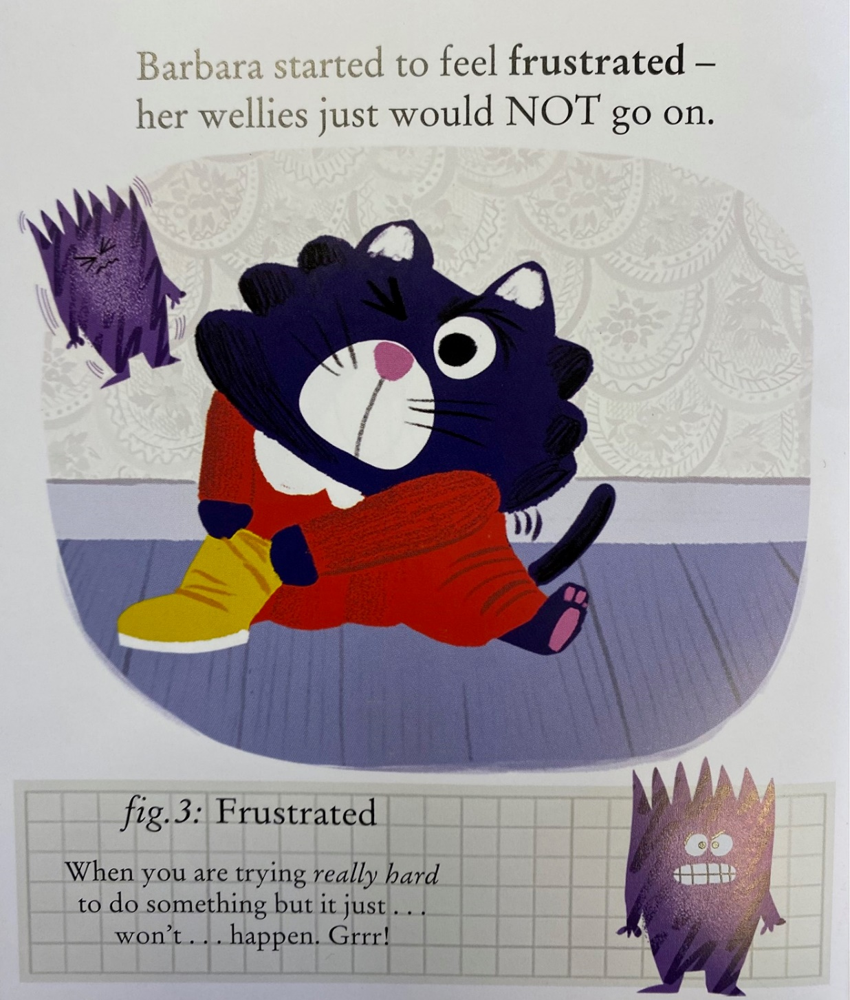 Barbara started to feel frustrated –
her wellies just would NOT go on.
fig.3: Frustrated
When you are trying really hard
to do something but it just . . .
won't . . . happen. Grrr!